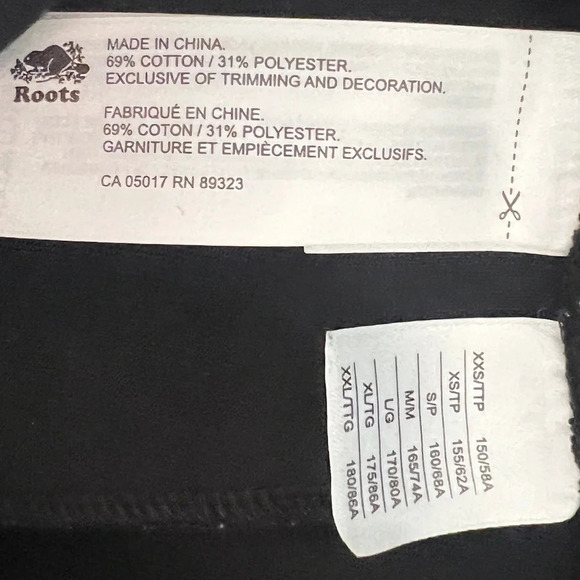 Roots
MADE IN CHINA.
69% COTTON / 31% POLYESTER.
EXCLUSIVE OF TRIMMING AND DECORATION.
FABRIQUÉ EN CHINE.
69% COTON / 31% POLYESTER.
GARNITURE ET EMPIÈCEMENT EXCLUSIFS.
CA 05017 RN 89323
XXS/TTP 150/58A
XS/TP 155/62A
S/P 160/68A
M/M 165/74A
L/G 170/80A
XL/TG 175/86A
XXL/TTG 180/86A